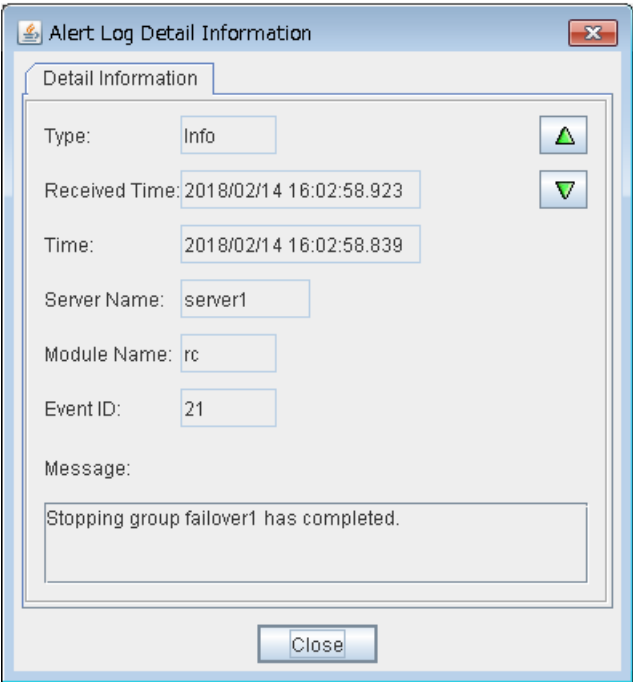 Alert Log Detail Information
Detail Information
Type: Info
Received Time: 2018/02/14 16:02:58.923
Time: 2018/02/14 16:02:58.839
Server Name: server1
Module Name: rc
Event ID: 21
Message:
Stopping group failover1 has completed.
Close